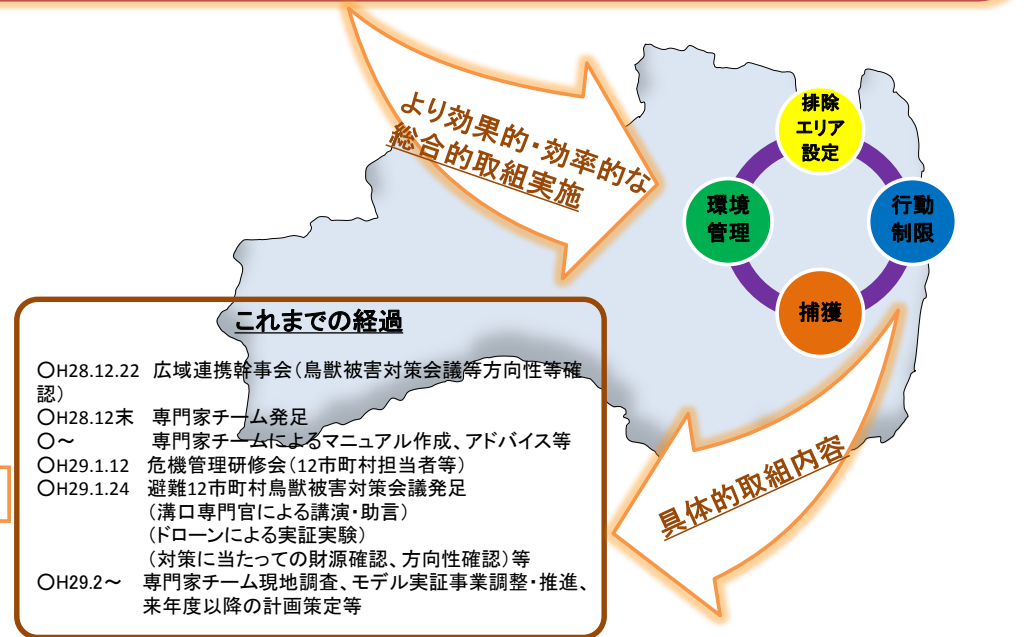 より効果的・効率的な
総合的取組実施
排除
エリア
設定
環境
管理
行動
制限
捕獲
これまでの経過
〇H28.12.22 広域連携幹事会(鳥獣被害対策会議等方向性等確
認)
〇H28.12末 専門家チーム発足
〇～ 専門家チームによるマニュアル作成、アドバイス等
〇H29.1.12 危機管理研修会(12市町村担当者等)
〇H29.1.24 避難12市町村鳥獣被害対策会議発足
(溝口専門官による講演・助言)
(ドローンによる実証実験)
(対策に当たっての財源確認、方向性確認)等
〇H29.2～ 専門家チーム現地調査、モデル実証事業調整・推進、
来年度以降の計画策定等
具体的取組内容